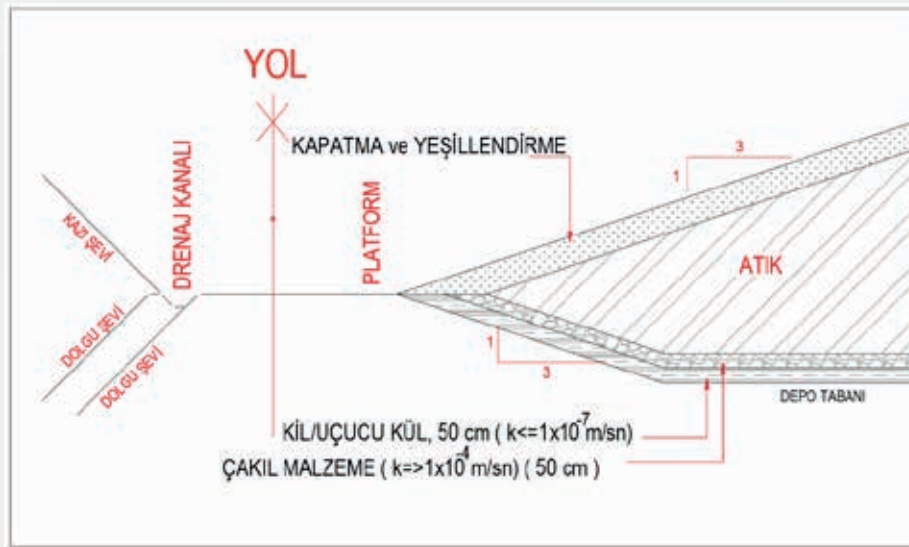 YOL
KAPATMA ve YEŞİLLENDİRME
3
1
DRENAJ KANALI
PLATFORM
KAZI ŞEVİ
ATIK
DOLGU ŞEVİ
DOLGU ŞEVİ
1
3
DEPO TABANI
KİL/UÇUCU KÜL, 50 cm ( k<=1x10⁻⁷m/sn)
ÇAKIL MALZEME ( k=>1x10⁻⁴m/sn) ( 50 cm )